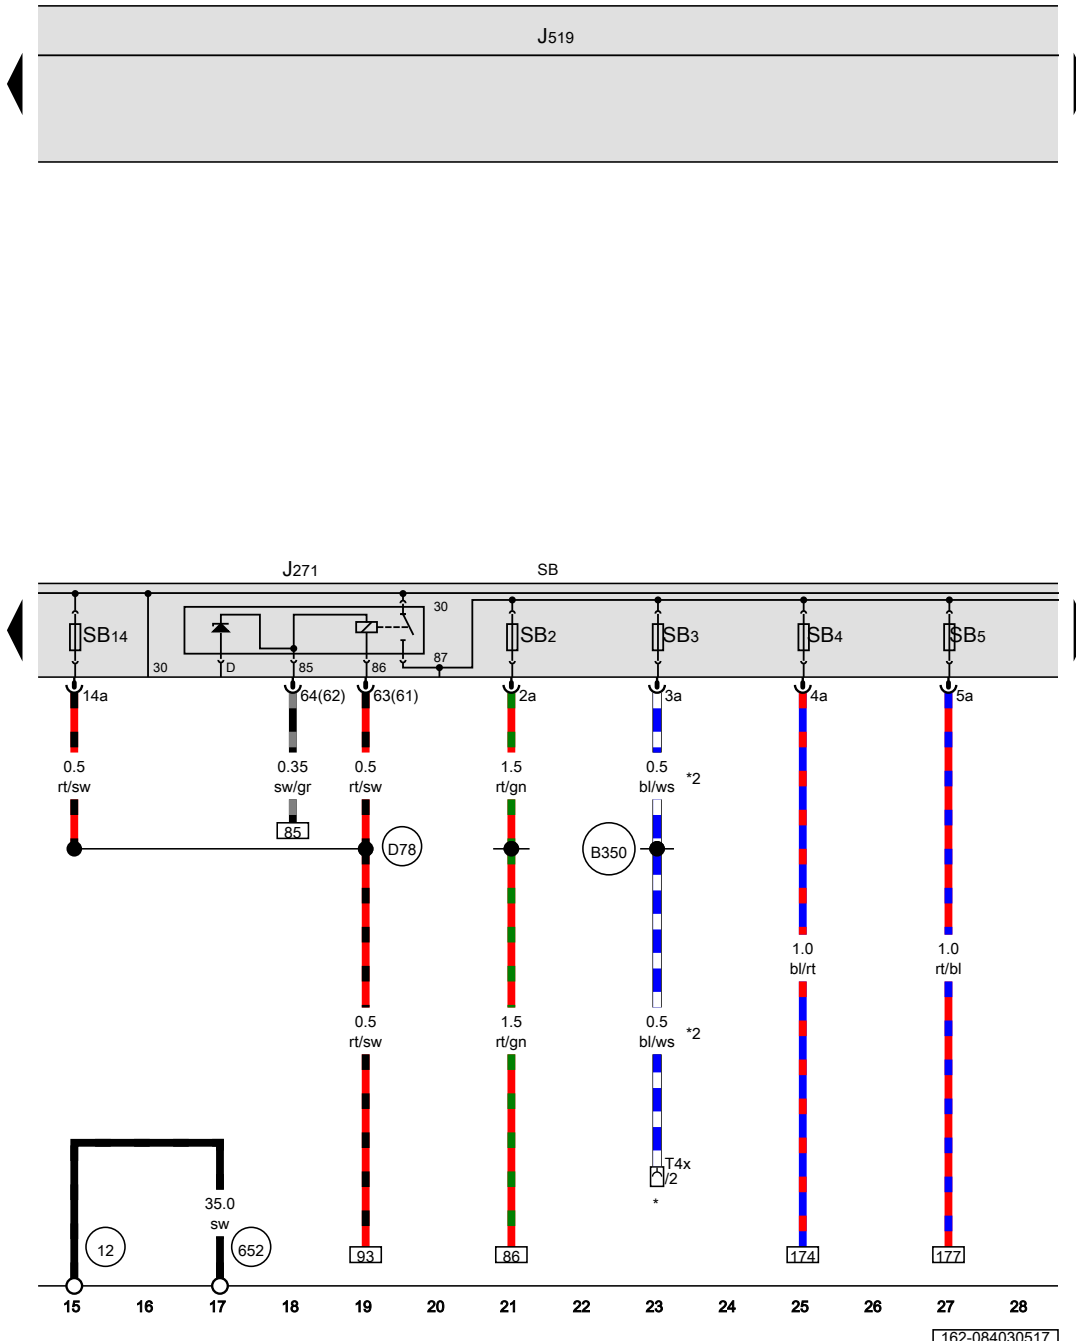 J519
J271 SB
30
SB14 SB2 SB3 SB4 SB5
30 D 85 86 87
14a 64(62) 63(61) 2a 3a 4a 5a
0.5 0.35 0.5 1.5 0.5
rt/sw sw/gr rt/sw rt/gn bl/ws *2
85
D78 B350
1.0 1.0
bl/rt rt/bl
0.5 1.5 0.5
rt/sw rt/gn bl/ws *2
T4x
/2
*
35.0
sw
12 652 93 86 174 177
15 16 17 18 19 20 21 22 23 24 25 26 27 28
162-084030517